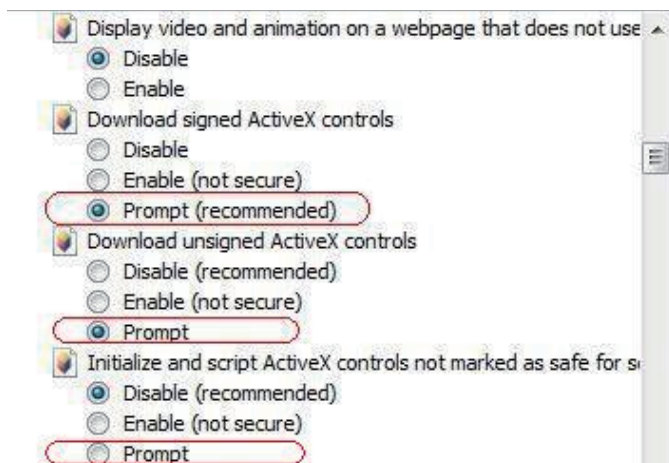 Display video and animation on a webpage that does not use
Disable
Enable
Download signed ActiveX controls
Disable
Enable (not secure)
Prompt (recommended)
Download unsigned ActiveX controls
Disable (recommended)
Enable (not secure)
Prompt
Initialize and script ActiveX controls not marked as safe for
Disable (recommended)
Enable (not secure)
Prompt